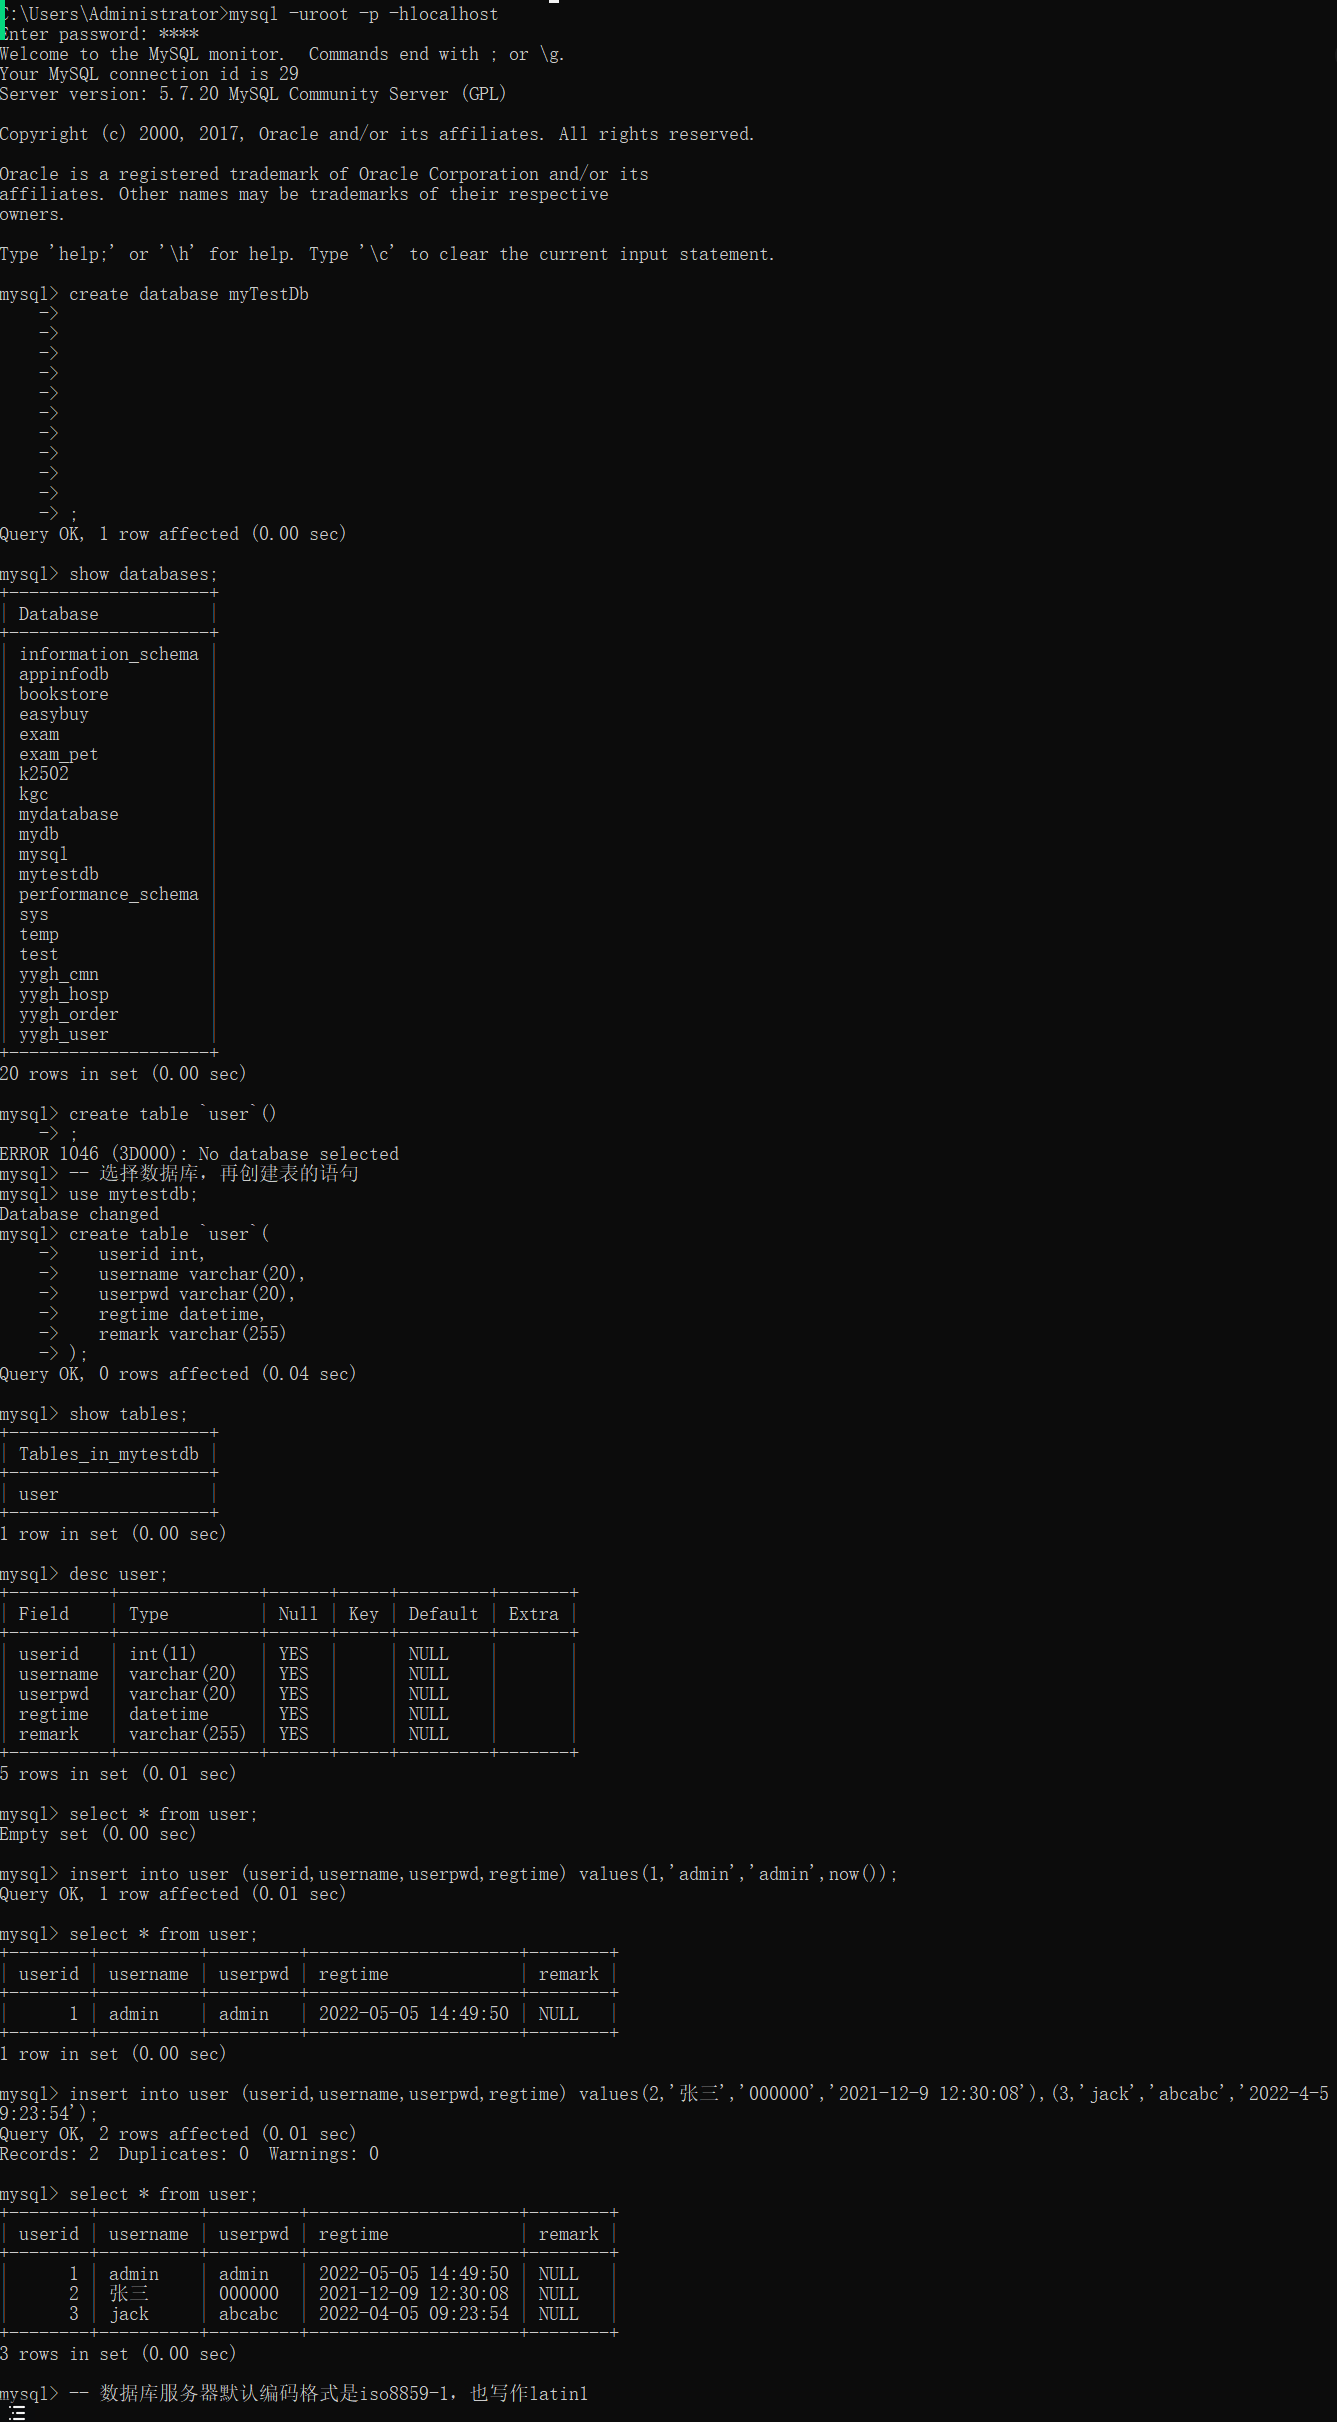 C:\Users\Administrator>mysql -uroot -p -hlocalhost
Enter password: ****
Welcome to the MySQL monitor.  Commands end with ; or \g.
Your MySQL connection id is 29
Server version: 5.7.20 MySQL Community Server (GPL)

Copyright (c) 2000, 2017, Oracle and/or its affiliates. All rights reserved.

Oracle is a registered trademark of Oracle Corporation and/or its
affiliates. Other names may be trademarks of their respective
owners.

Type 'help;' or '\h' for help. Type '\c' to clear the current input statement.

mysql> create database myTestDb
    ->
    ->
    ->
    ->
    ->
    ->
    ->
    ->
    ->
    ->
    -> ;
Query OK, 1 row affected (0.00 sec)

mysql> show databases;
+--------------------+
| Database           |
+--------------------+
| information_schema |
| appinfodb          |
| bookstore          |
| easybuy            |
| exam               |
| exam_pet           |
| k2502              |
| kgc                |
| mydatabase         |
| mydb               |
| mysql              |
| mytestdb           |
| performance_schema |
| sys                |
| temp               |
| test               |
| yygh_cmn           |
| yygh_hosp          |
| yygh_order         |
| yygh_user          |
+--------------------+
20 rows in set (0.00 sec)

mysql> create table `user`()
    -> ;
ERROR 1046 (3D000): No database selected
mysql> -- 选择数据库，再创建表的语句
mysql> use mytestdb;
Database changed
mysql> create table `user`(
    ->    userid int,
    ->    username varchar(20),
    ->    userpwd varchar(20),
    ->    regtime datetime,
    ->    remark varchar(255)
    -> );
Query OK, 0 rows affected (0.04 sec)

mysql> show tables;
+--------------------+
| Tables_in_mytestdb |
+--------------------+
| user               |
+--------------------+
1 row in set (0.00 sec)

mysql> desc user;
+----------+--------------+------+-----+---------+-------+
| Field    | Type         | Null | Key | Default | Extra |
+----------+--------------+------+-----+---------+-------+
| userid   | int(11)      | YES  |     | NULL    |       |
| username | varchar(20)  | YES  |     | NULL    |       |
| userpwd  | varchar(20)  | YES  |     | NULL    |       |
| regtime  | datetime     | YES  |     | NULL    |       |
| remark   | varchar(255) | YES  |     | NULL    |       |
+----------+--------------+------+-----+---------+-------+
5 rows in set (0.01 sec)

mysql> select * from user;
Empty set (0.00 sec)

mysql> insert into user (userid,username,userpwd,regtime) values(1,'admin','admin',now());
Query OK, 1 row affected (0.01 sec)

mysql> select * from user;
+--------+----------+---------+---------------------+--------+
| userid | username | userpwd | regtime             | remark |
+--------+----------+---------+---------------------+--------+
|      1 | admin    | admin   | 2022-05-05 14:49:50 | NULL   |
+--------+----------+---------+---------------------+--------+
1 row in set (0.00 sec)

mysql> insert into user (userid,username,userpwd,regtime) values(2,'张三','000000','2021-12-9 12:30:08'),(3,'jack','abcabc','2022-4-5
9:23:54');
Query OK, 2 rows affected (0.01 sec)
Records: 2  Duplicates: 0  Warnings: 0

mysql> select * from user;
+--------+----------+---------+---------------------+--------+
| userid | username | userpwd | regtime             | remark |
+--------+----------+---------+---------------------+--------+
|      1 | admin    | admin   | 2022-05-05 14:49:50 | NULL   |
|      2 | 张三     | 000000  | 2021-12-09 12:30:08 | NULL   |
|      3 | jack     | abcabc  | 2022-04-05 09:23:54 | NULL   |
+--------+----------+---------+---------------------+--------+
3 rows in set (0.00 sec)

mysql> -- 数据库服务器默认编码格式是iso8859-1，也写作latin1